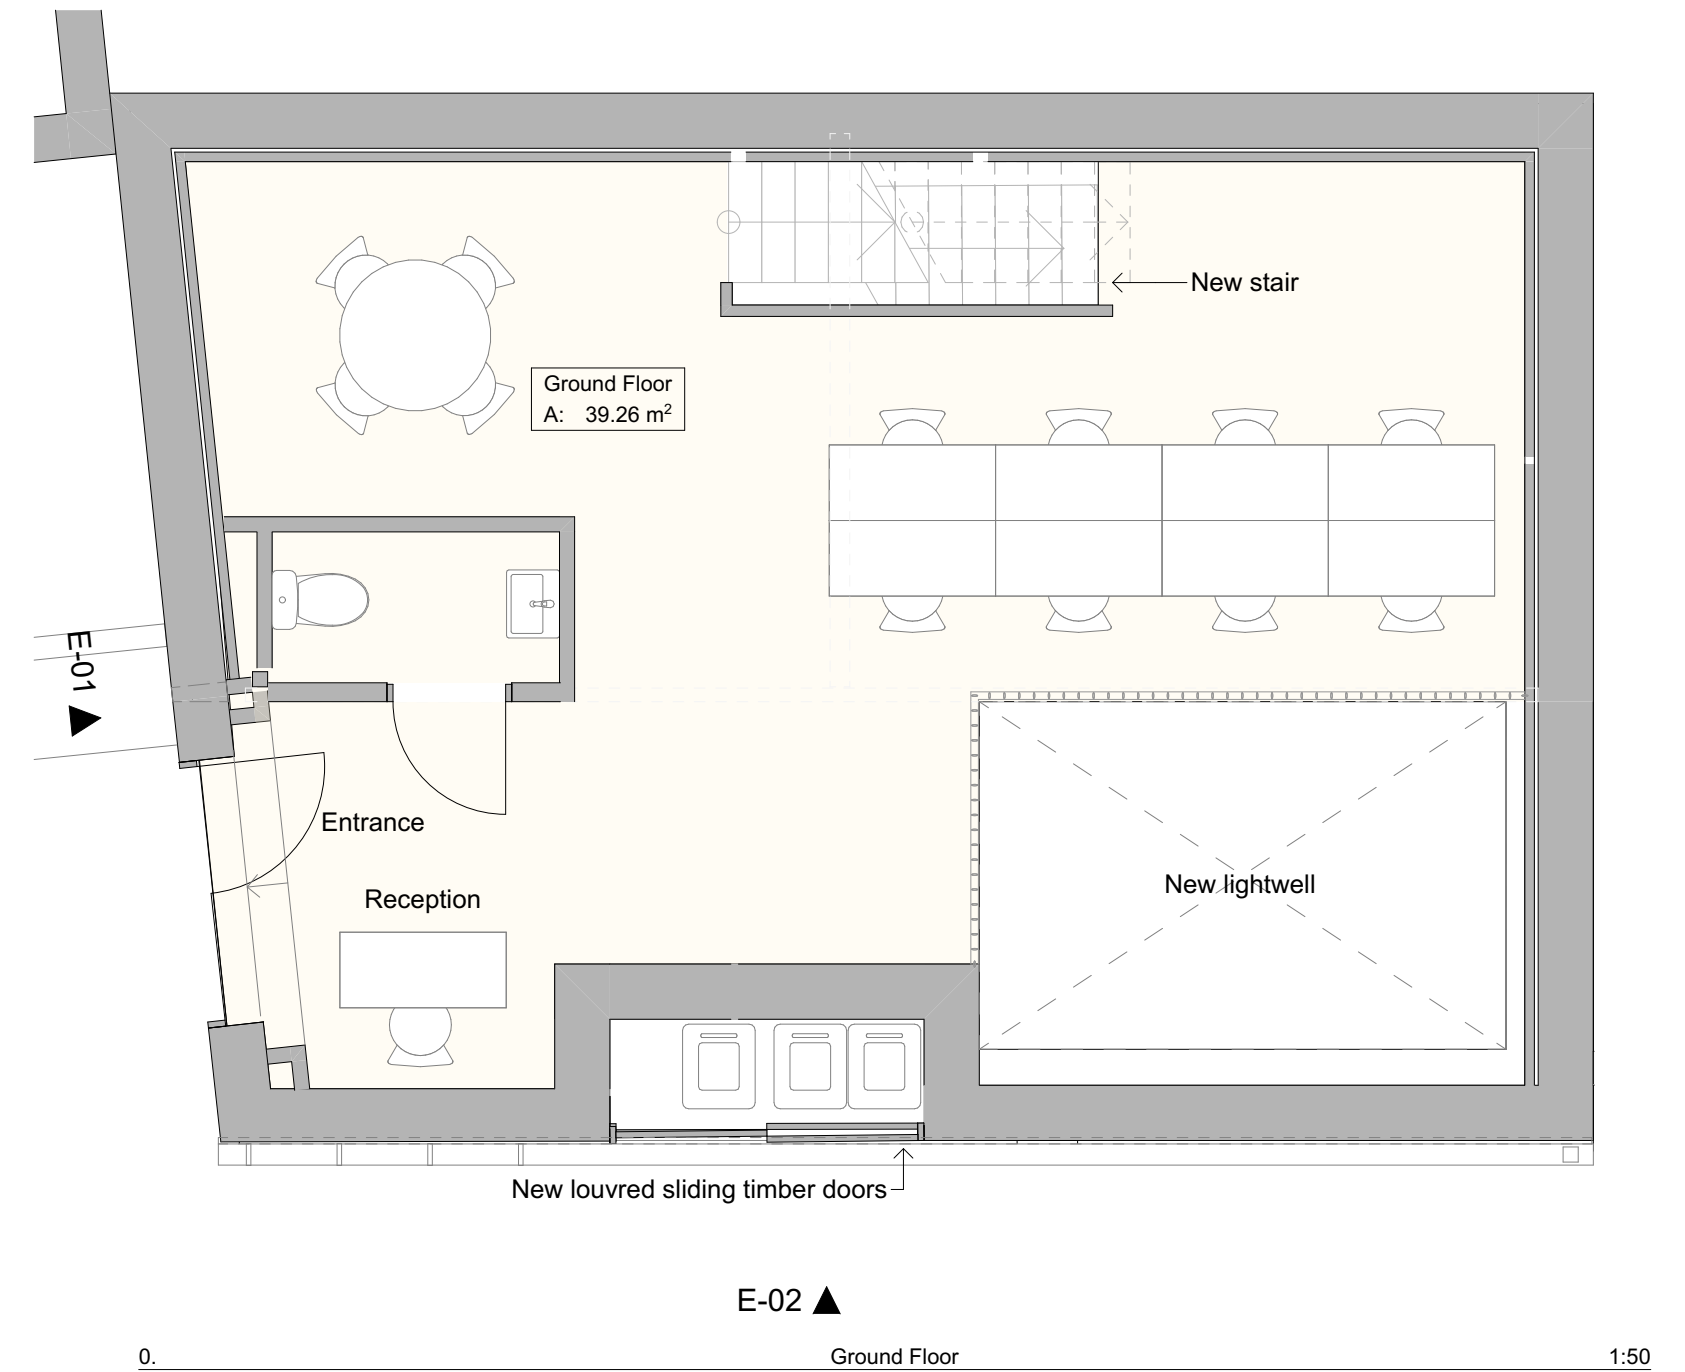 New stair
Ground Floor
A: 39.26 m²
E-01
Entrance
Reception
New lightwell
New louvred sliding timber doors
E-02
0. Ground Floor 1:50